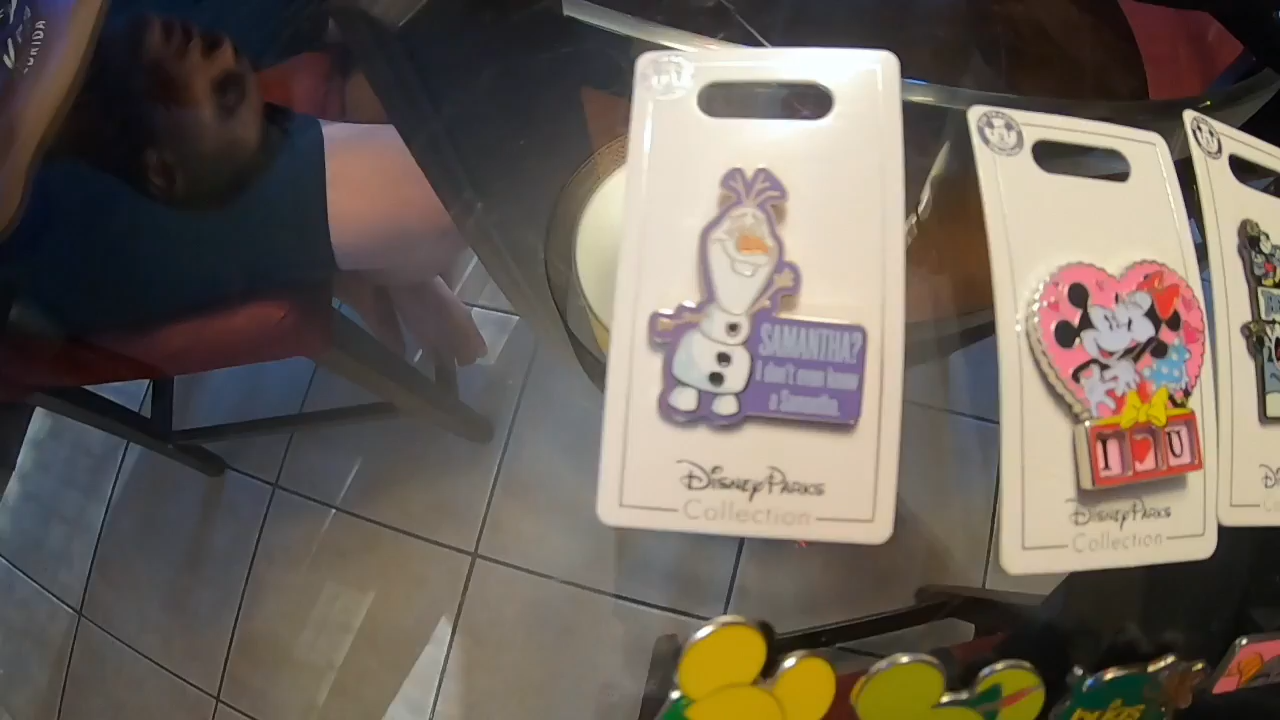 SAMANTHA?
I don't even know
a Samantha.
DISNEY PARKS
Collection
I U
DISNEY PARKS
Collection